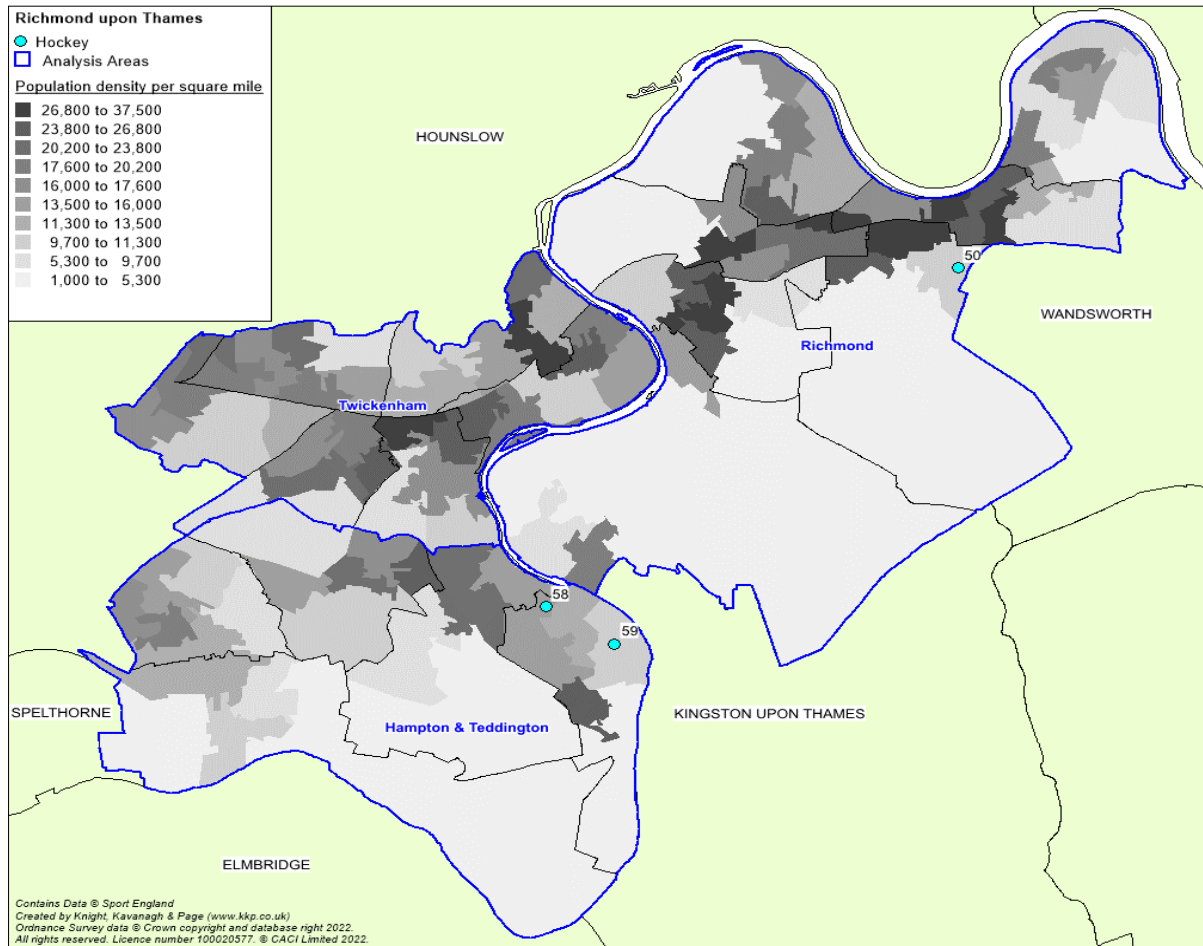 Richmond upon Thames
Hockey
Analysis Areas
Population density per square mile
26,800 to 37,500
23,800 to 26,800
20,200 to 23,800
17,600 to 20,200
16,000 to 17,600
13,500 to 16,000
11,300 to 13,500
9,700 to 11,300
5,300 to 9,700
1,000 to 5,300
HOUNSLOW
50
WANDSWORTH
Richmond
Twickenham
58
59
SPELTHORNE
Hampton & Teddington
KINGSTON UPON THAMES
ELMBRIDGE
Contains Data © Sport England
Created by Knight, Kavanagh & Page (www.kkp.co.uk)
Ordnance Survey data © Crown copyright and database right 2022.
All rights reserved. Licence number 100020577. © CACI Limited 2022.